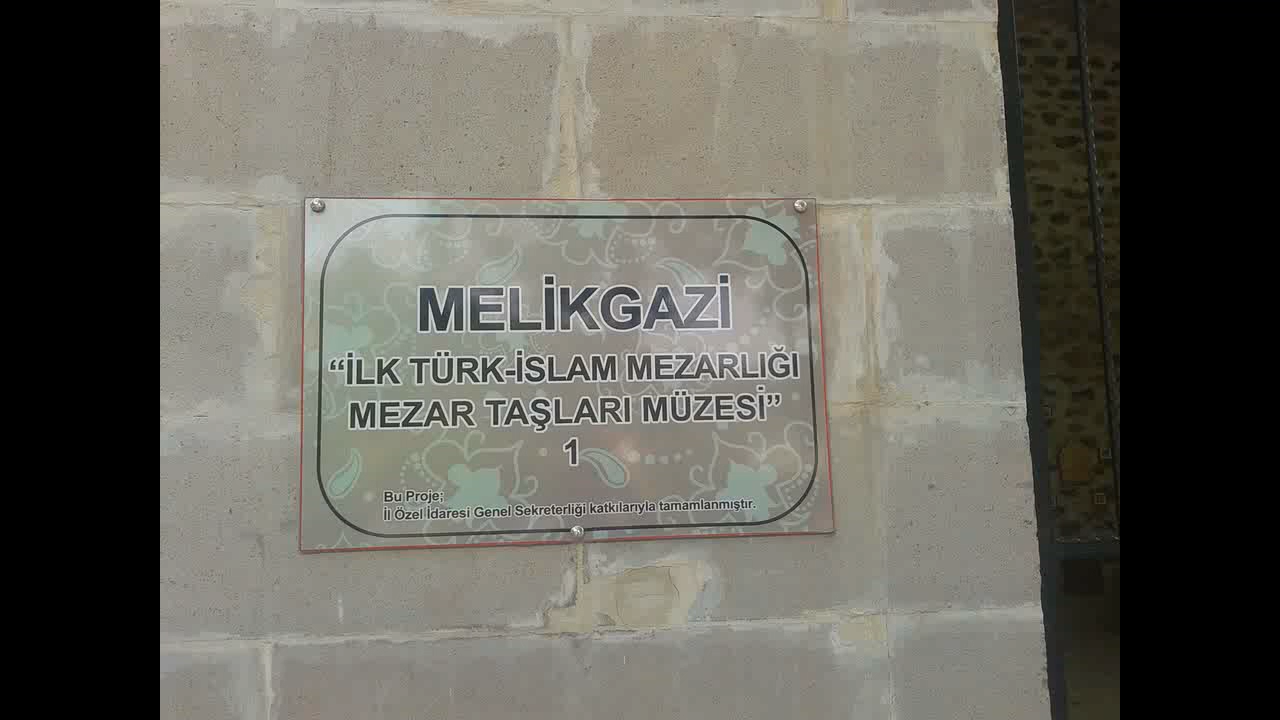 MELİKGAZİ
“İLK TÜRK-İSLAM MEZARLIĞI
MEZAR TAŞLARI MÜZESİ”
1
Bu Proje;
İl Özel İdaresi Genel Sekreterliği katkılarıyla tamamlanmıştır.